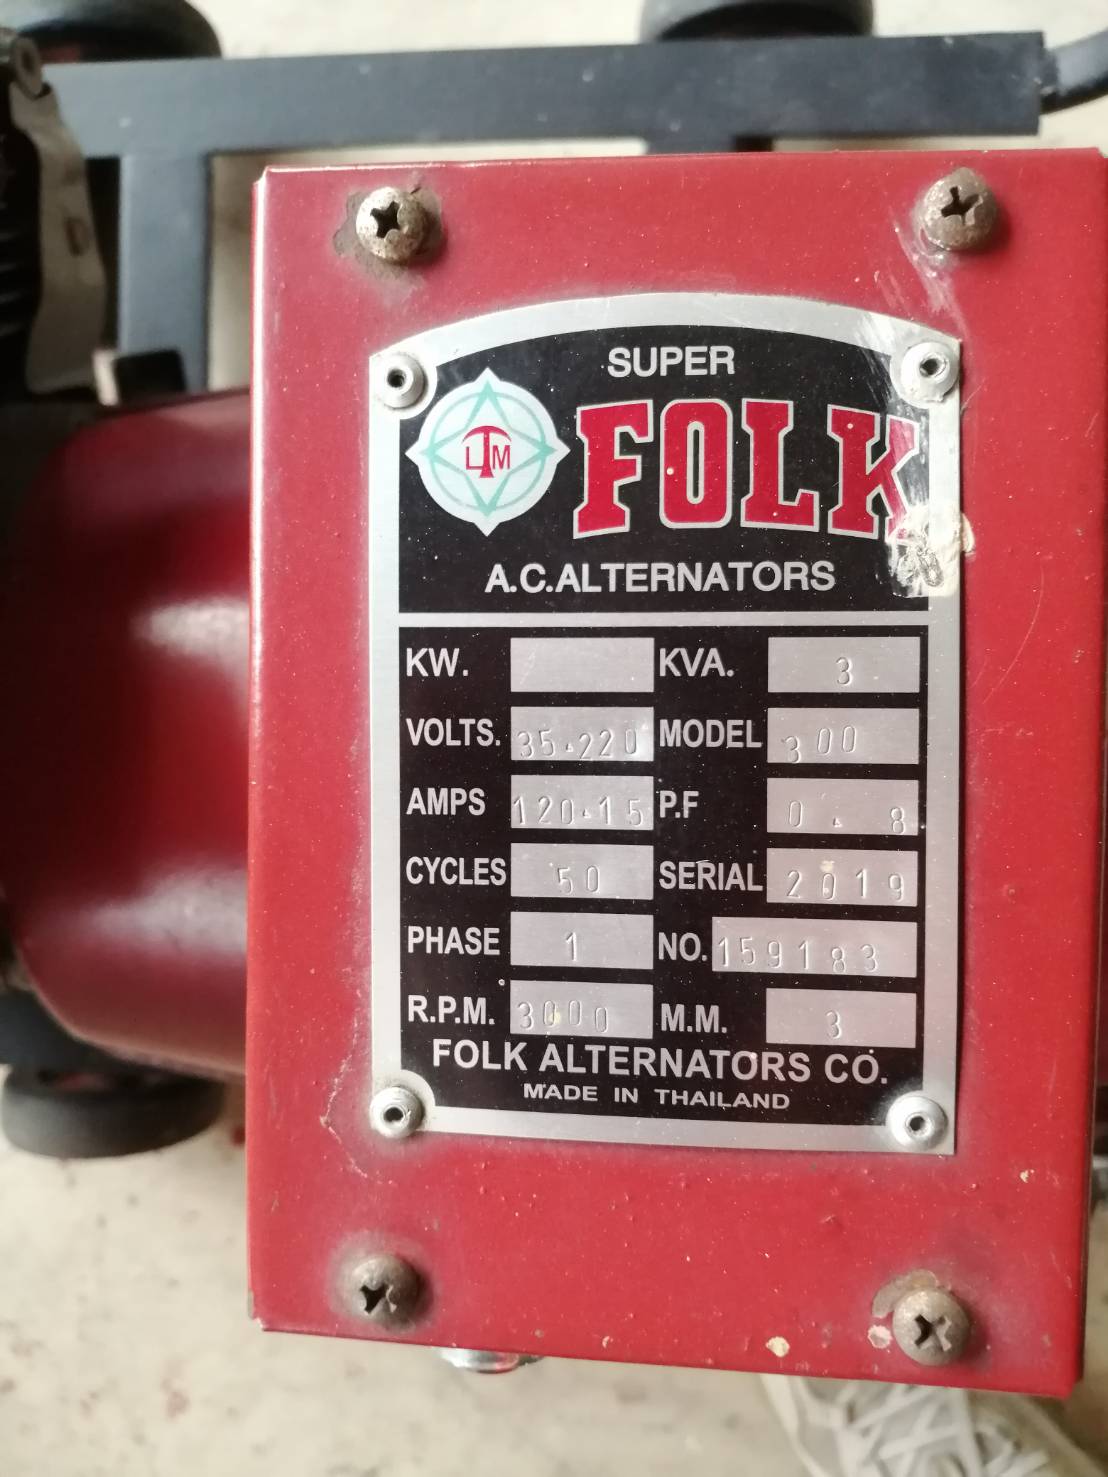 SUPER
LTM
FOLK
A.C.ALTERNATORS
KW. KVA. 3
VOLTS. 35.220 MODEL 300
AMPS 120.15 P.F 0.8
CYCLES 50 SERIAL 2019
PHASE 1 NO. 159183
R.P.M. 3000 M.M. 3
FOLK ALTERNATORS CO.
MADE IN THAILAND